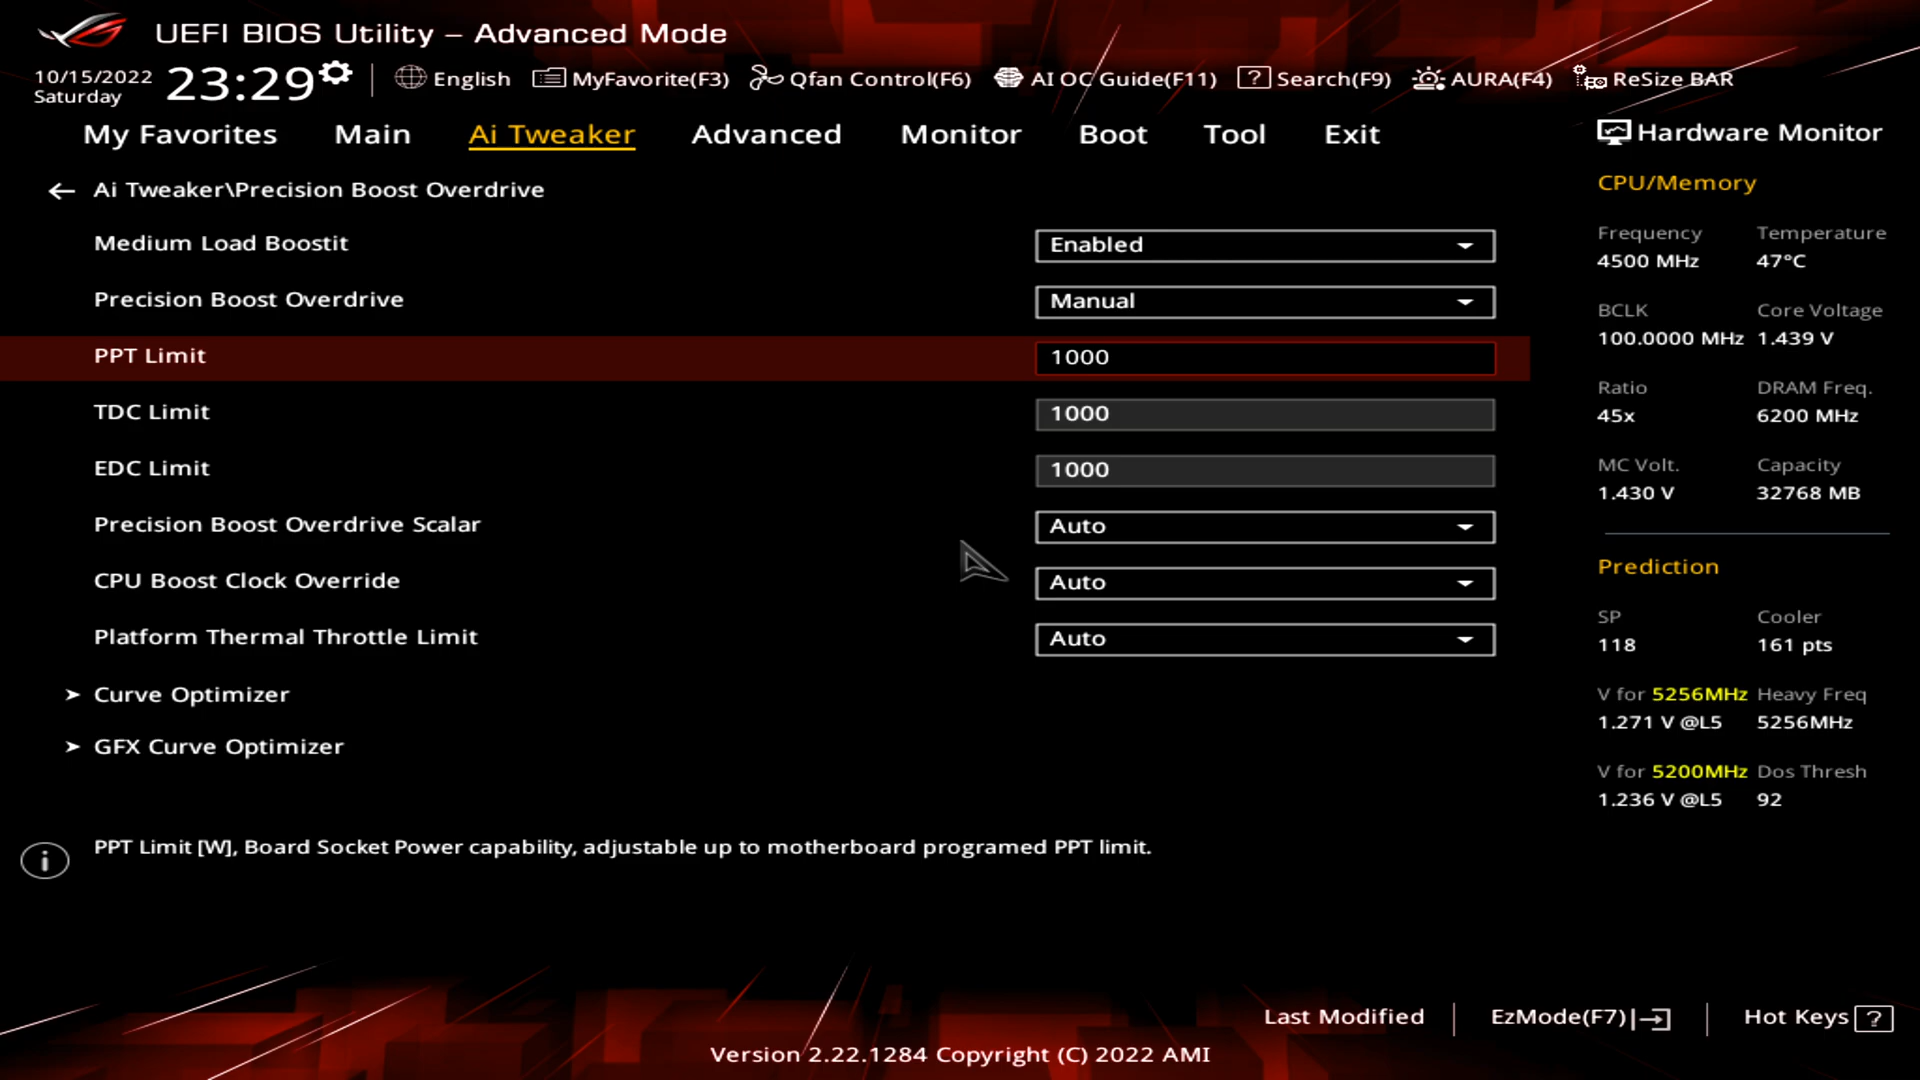 UEFI BIOS Utility – Advanced Mode
10/15/2022
Saturday
23:29
English
MyFavorite(F3)
Qfan Control(F6)
AI OC Guide(F11)
? Search(F9)
AURA(F4)
ReSize BAR
My Favorites
Main
Ai Tweaker
Advanced
Monitor
Boot
Tool
Exit
Ai Tweaker\Precision Boost Overdrive
Medium Load Boostit Enabled
Precision Boost Overdrive Manual
PPT Limit 1000
TDC Limit 1000
EDC Limit 1000
Precision Boost Overdrive Scalar Auto
CPU Boost Clock Override Auto
Platform Thermal Throttle Limit Auto
Curve Optimizer
GFX Curve Optimizer
i PPT Limit [W], Board Socket Power capability, adjustable up to motherboard programed PPT limit.
Hardware Monitor
CPU/Memory
Frequency Temperature
4500 MHz 47°C
BCLK Core Voltage
100.0000 MHz 1.439 V
Ratio DRAM Freq.
45x 6200 MHz
MC Volt. Capacity
1.430 V 32768 MB
Prediction
SP Cooler
118 161 pts
V for 5256MHz Heavy Freq
1.271 V @L5 5256MHz
V for 5200MHz Dos Thresh
1.236 V @L5 92
Last Modified
EzMode(F7)
Hot Keys ?
Version 2.22.1284 Copyright (C) 2022 AMI